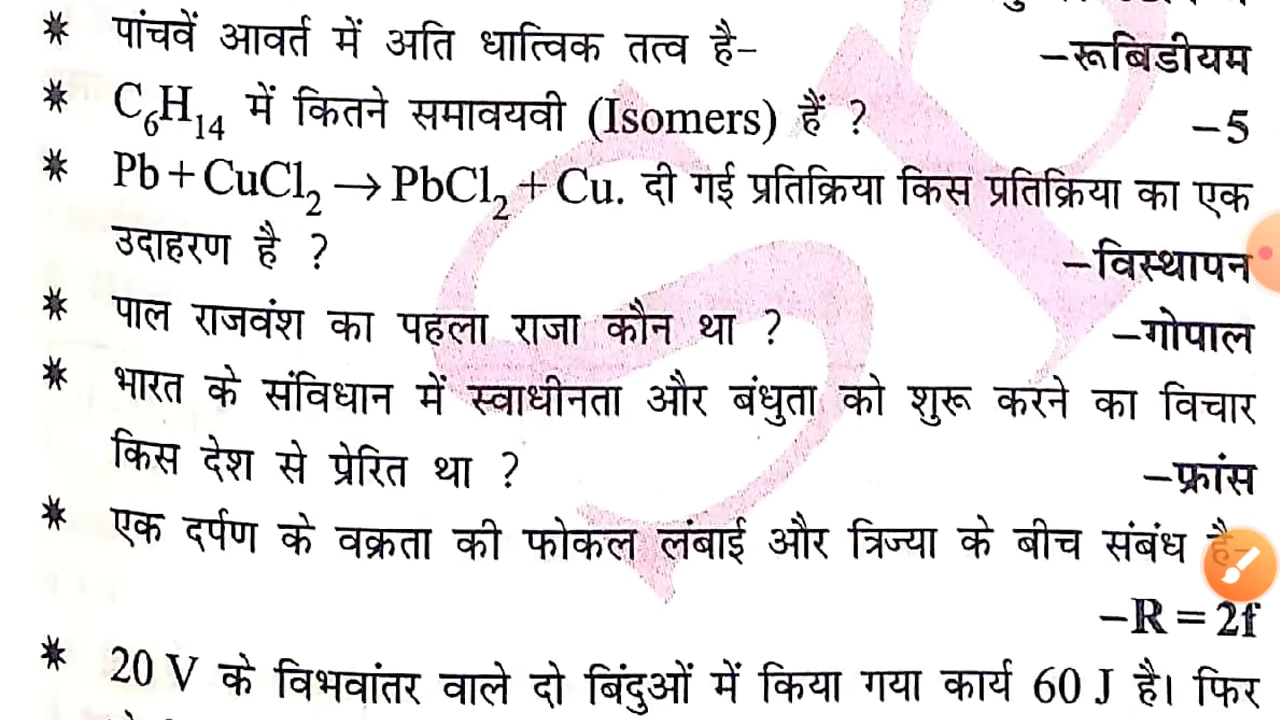 * पांचवें आवर्त में अति धात्विक तत्व है– –रूबिडीयम
* C₆H₁₄ में कितने समावयवी (Isomers) हैं ? –5
* Pb + CuCl₂ → PbCl₂ + Cu. दी गई प्रतिक्रिया किस प्रतिक्रिया का एक
उदाहरण है ? –विस्थापन
* पाल राजवंश का पहला राजा कौन था ? –गोपाल
* भारत के संविधान में स्वाधीनता और बंधुता को शुरू करने का विचार
किस देश से प्रेरित था ? –फ्रांस
* एक दर्पण के वक्रता की फोकल लंबाई और त्रिज्या के बीच संबंध है–
–R = 2f
* 20 V के विभवांतर वाले दो बिंदुओं में किया गया कार्य 60 J है। फिर